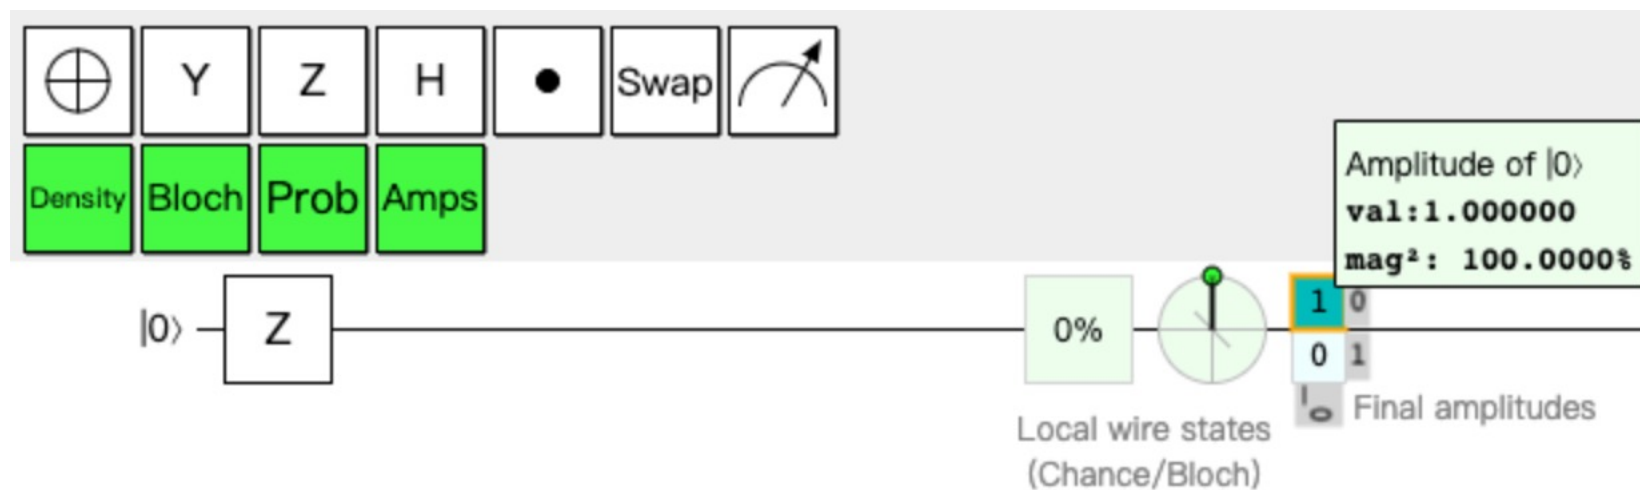 Y Z H Swap
Density Bloch Prob Amps
Amplitude of |0⟩
val:1.000000
mag²: 100.0000%
|0⟩ Z 0% 1 0
0 1
Final amplitudes
Local wire states
(Chance/Bloch)